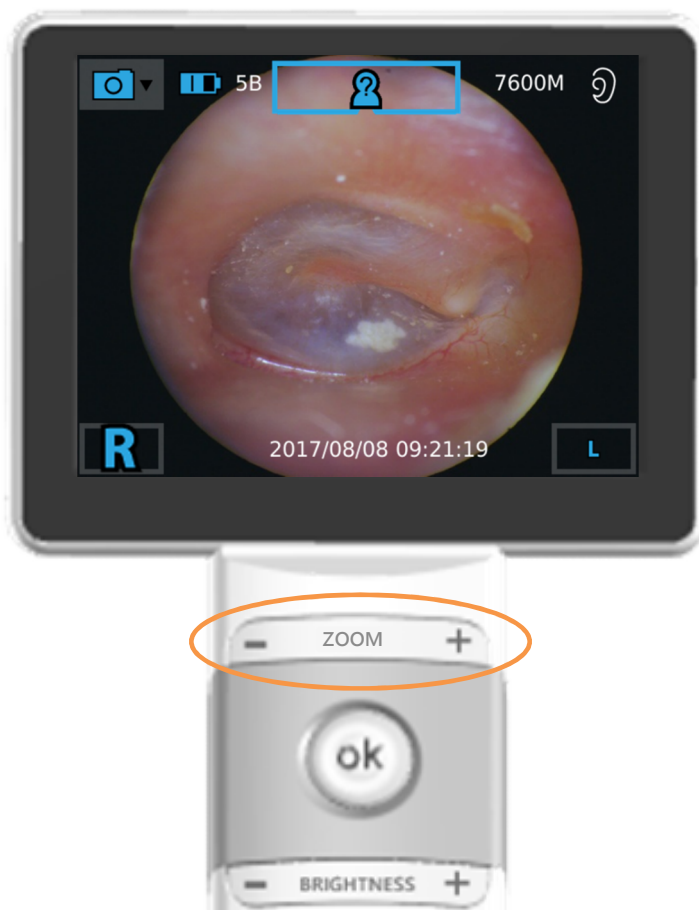 5B 7600M
R 2017/08/08 09:21:19 L
- ZOOM +
ok
- BRIGHTNESS +